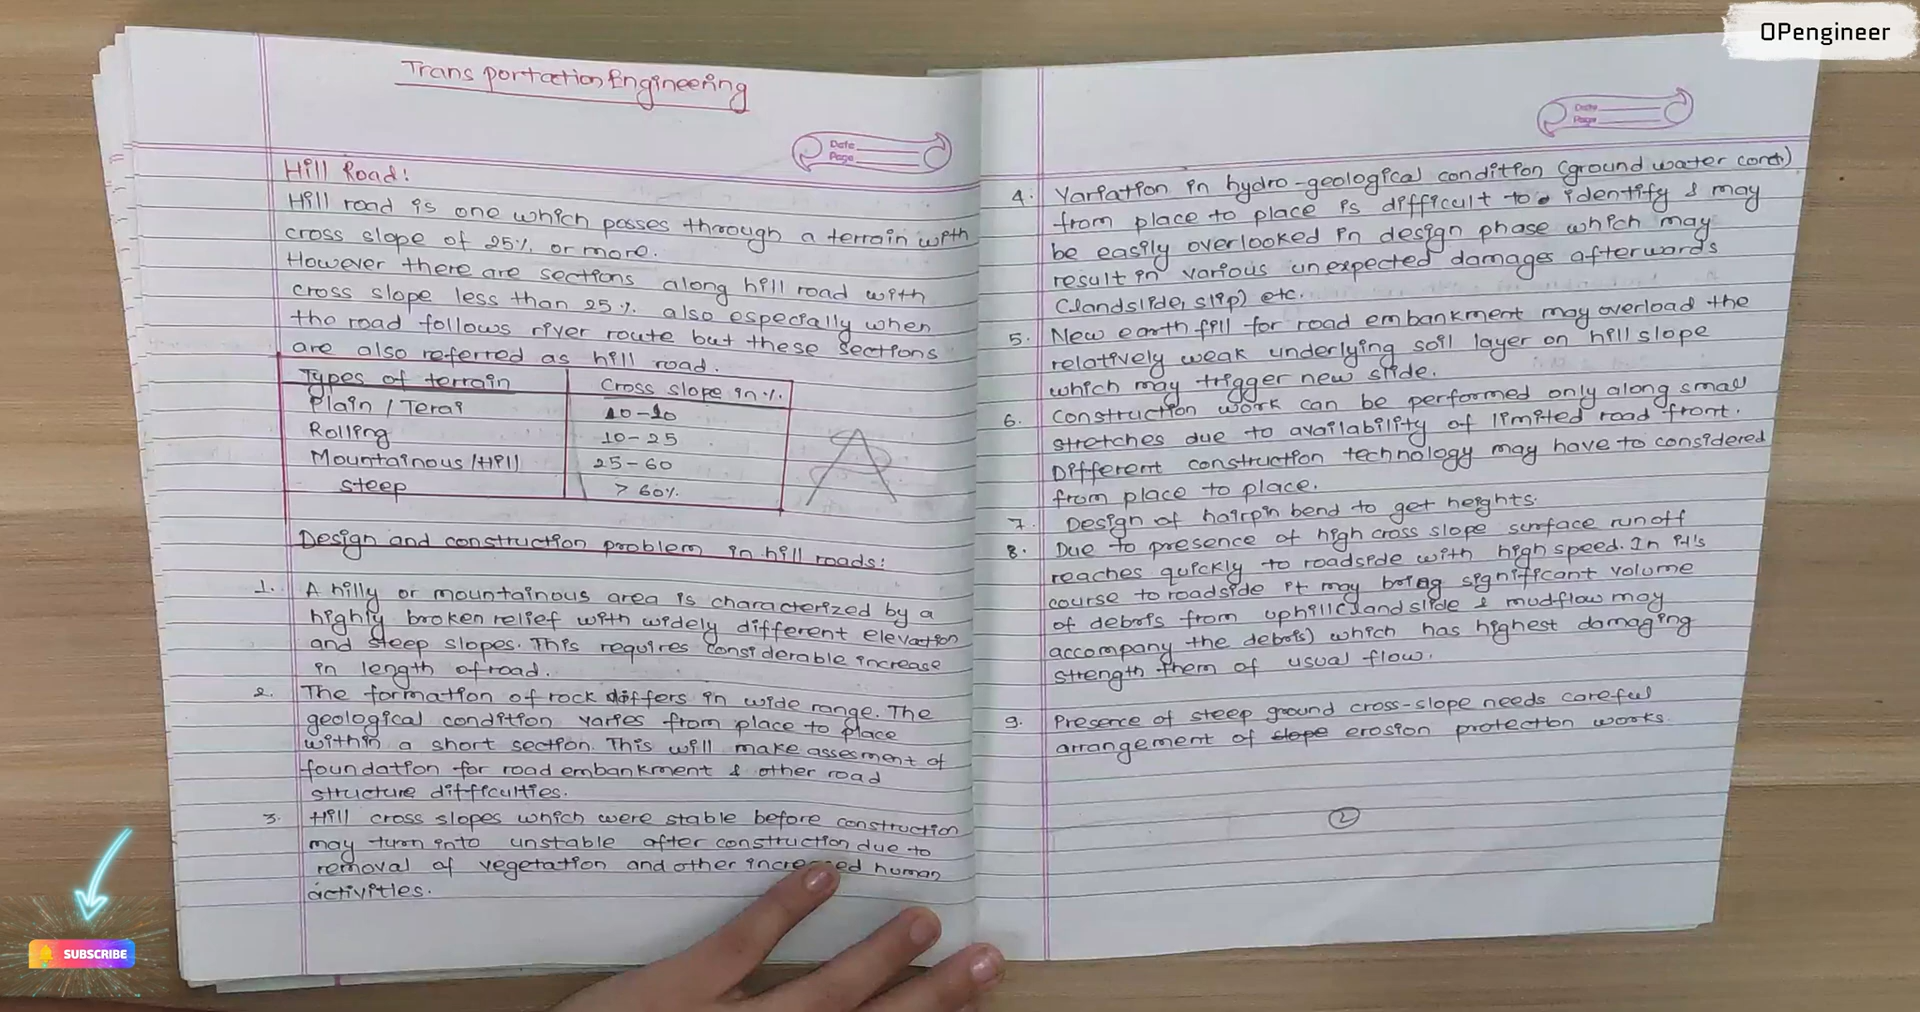 OPengineer
Transportation Engineering
Date
Page
Hill Road:
Hill road is one which passes through a terrain with
cross slope of 25% or more.
However there are sections along hill road with
cross slope less than 25% also especially when
the road follows river route but these sections
are also referred as hill road.
Types of terrain Cross slope in %
Plain / Terai 10-10
Rolling 10-25
Mountainous / Hill 25-60
steep > 60%
Design and construction problem in hill roads:
1. A hilly or mountainous area is characterized by a
highly broken relief with widely different elevation
and steep slopes. This requires considerable increase
in length of road.
2. The formation of rock differs in wide range. The
geological condition varies from place to place
within a short section. This will make assesment of
foundation for road embankment & other road
structure difficulties.
3. Hill cross slopes which were stable before construction
may turn into unstable after construction due to
removal of vegetation and other increased human
activities.
Date
Page
4. Variation in hydro-geological condition (ground water cont)
from place to place is difficult to identify & may
be easily overlooked in design phase which may
result in various unexpected damages afterwards
(landslide, slip) etc.
5. New earth fill for road embankment may overload the
relatively weak underlying soil layer on hill slope
which may trigger new slide.
6. Construction work can be performed only along small
stretches due to availability of limited road front.
Different construction technology may have to considered
from place to place.
7. Design of hairpin bend to get heights.
8. Due to presence of high cross slope surface runoff
reaches quickly to roadside with high speed. In it's
course to roadside it may bring significant volume
of debris from uphill (landslide & mudflow may
accompany the debris) which has highest damaging
strength them of usual flow.
9. Presence of steep ground cross-slope needs careful
arrangement of slope erosion protection works
2
SUBSCRIBE